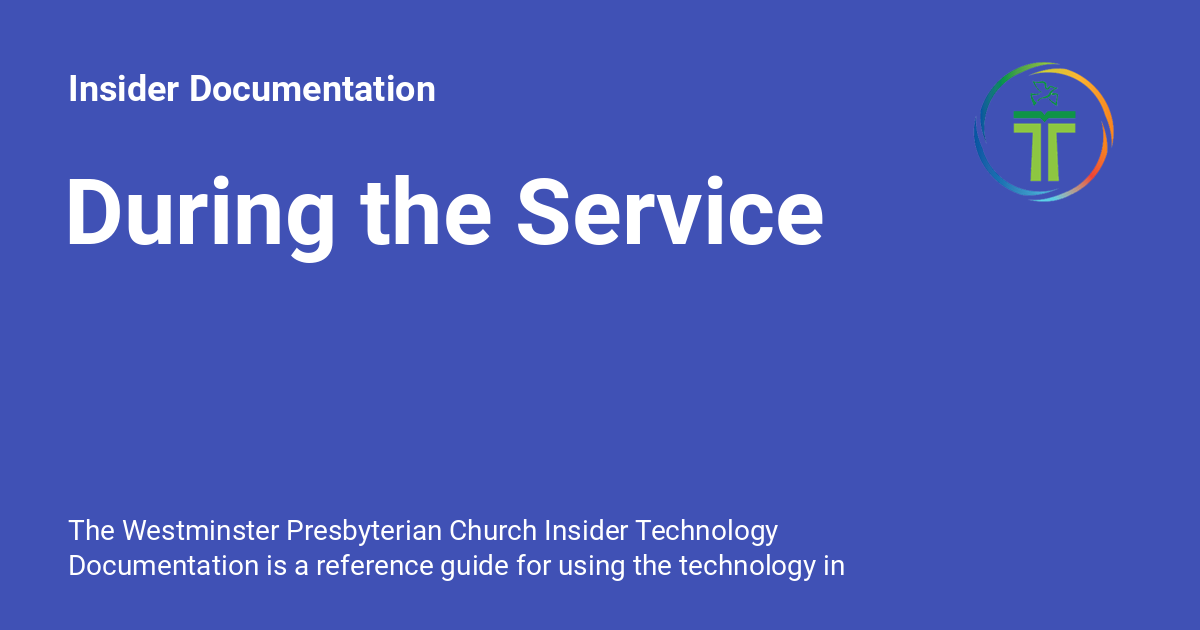 Insider Documentation
During the Service
The Westminster Presbyterian Church Insider Technology
Documentation is a reference guide for using the technology in